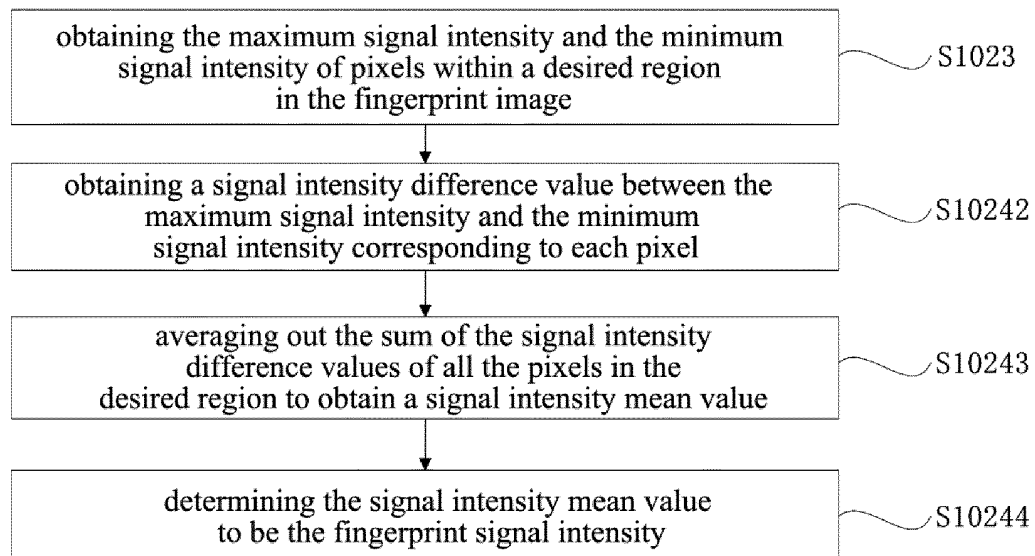 obtaining the maximum signal intensity and the minimum
signal intensity of pixels within a desired region
in the fingerprint image
S1023
obtaining a signal intensity difference value between the
maximum signal intensity and the minimum
signal intensity corresponding to each pixel
S10242
averaging out the sum of the signal intensity
difference values of all the pixels in the
desired region to obtain a signal intensity mean value
S10243
determining the signal intensity mean value
to be the fingerprint signal intensity
S10244